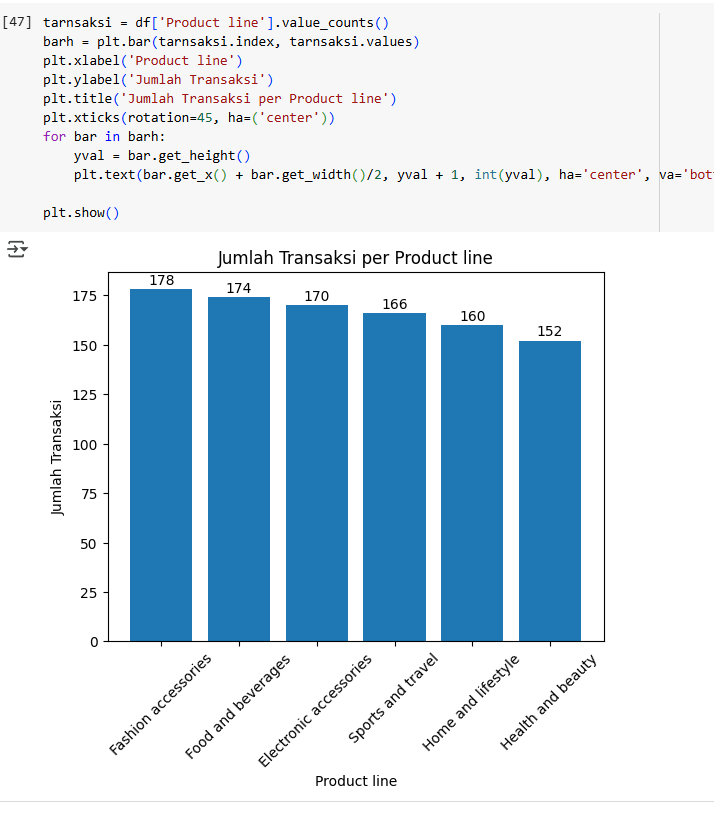 [47] tarnsaksi = df['Product line'].value_counts()
barh = plt.bar(tarnsaksi.index, tarnsaksi.values)
plt.xlabel('Product line')
plt.ylabel('Jumlah Transaksi')
plt.title('Jumlah Transaksi per Product line')
plt.xticks(rotation=45, ha=('center'))
for bar in barh:
    yval = bar.get_height()
    plt.text(bar.get_x() + bar.get_width()/2, yval + 1, int(yval), ha='center', va='bot
plt.show()
Jumlah Transaksi per Product line
178
174
170
166
160
152
175
150
125
100
75
50
25
0
Jumlah Transaksi
Fashion accessories
Food and beverages
Electronic accessories
Sports and travel
Home and lifestyle
Health and beauty
Product line